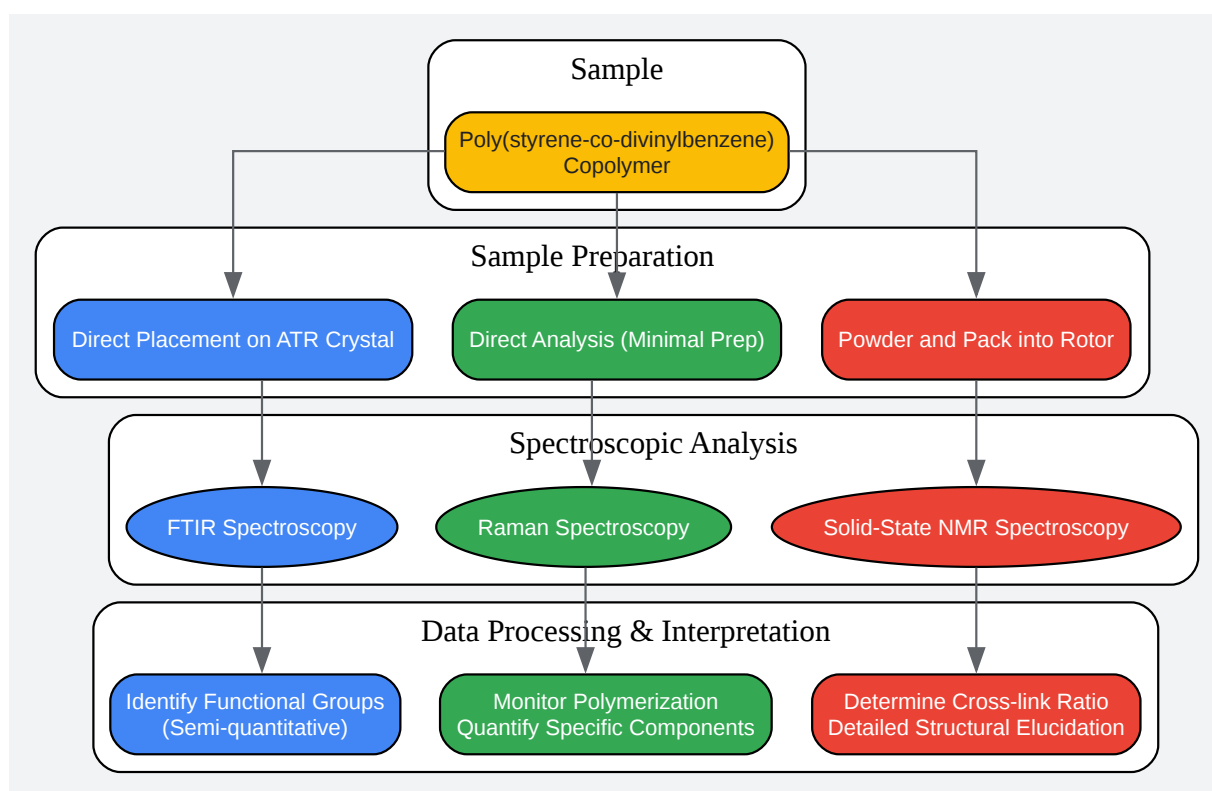 Sample
Poly(styrene-co-divinylbenzene)
Copolymer
Sample Preparation
Direct Placement on ATR Crystal
Direct Analysis (Minimal Prep)
Powder and Pack into Rotor
Spectroscopic Analysis
FTIR Spectroscopy
Raman Spectroscopy
Solid-State NMR Spectroscopy
Data Processing & Interpretation
Identify Functional Groups
(Semi-quantitative)
Monitor Polymerization
Quantify Specific Components
Determine Cross-link Ratio
Detailed Structural Elucidation